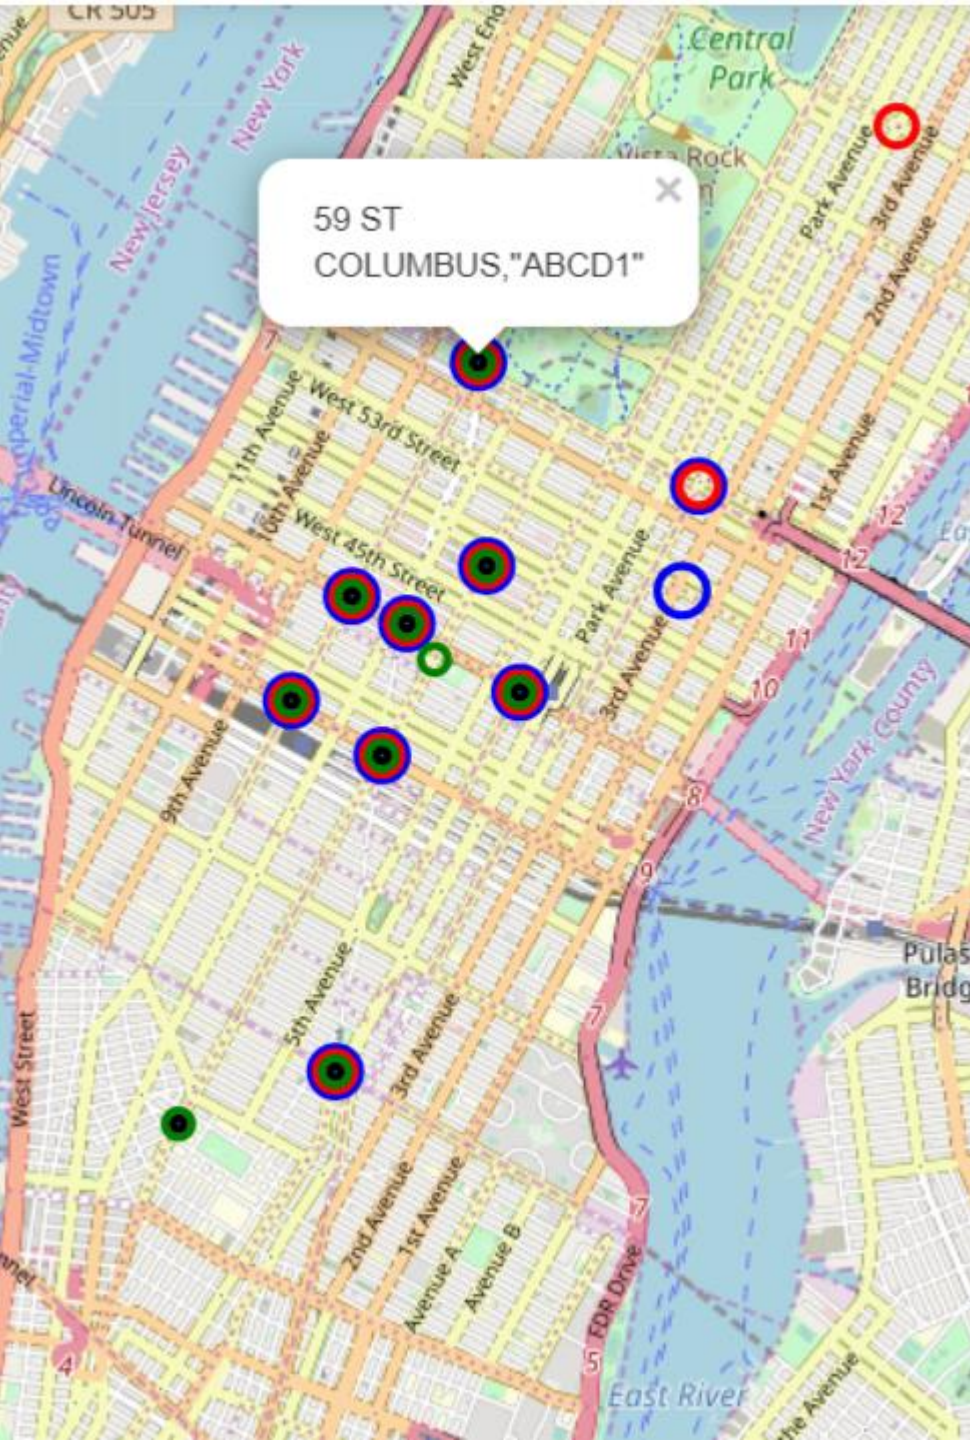 CR 505
West End
Central
Park
New York
New Jersey
Vista Rock
Park Avenue
3rd Avenue
2nd Avenue
59 ST
COLUMBUS,"ABCD1"
Imperial-Midtown
11th Avenue
West 53rd Street
10th Avenue
1st Avenue
Lincoln Tunnel
West 45th Street
12
12
Park Avenue
3rd Avenue
11
10
New York County
9th Avenue
8
9
5th Avenue
3rd Avenue
7
Pulas
Bridg
West Street
2nd Avenue
1st Avenue
Avenue A
Avenue B
7
FDR Drive
nnel
4
5
East River
the Avenue